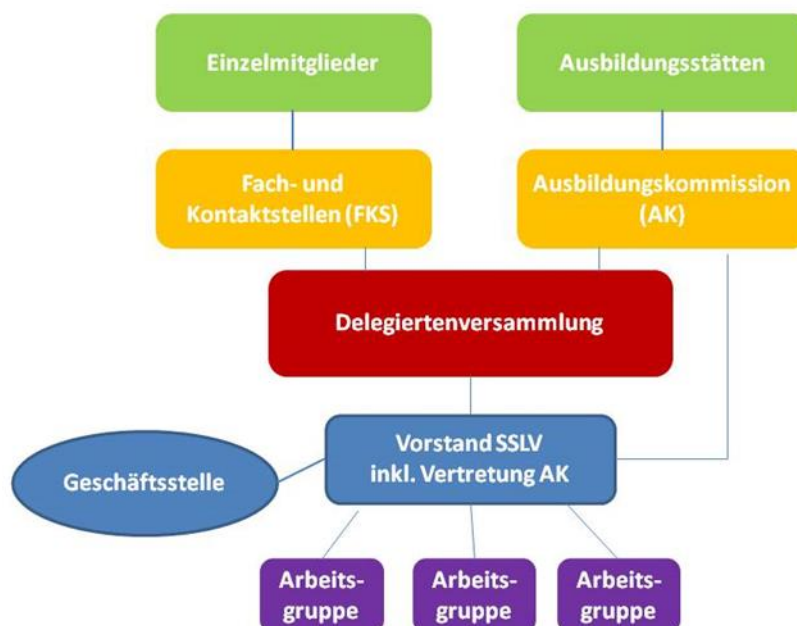 Einzelmitglieder
Ausbildungsstätten
Fach- und
Kontaktstellen (FKS)
Ausbildungskommission
(AK)
Delegiertenversammlung
Vorstand SSLV
inkl. Vertretung AK
Geschäftsstelle
Arbeits-
gruppe
Arbeits-
gruppe
Arbeits-
gruppe